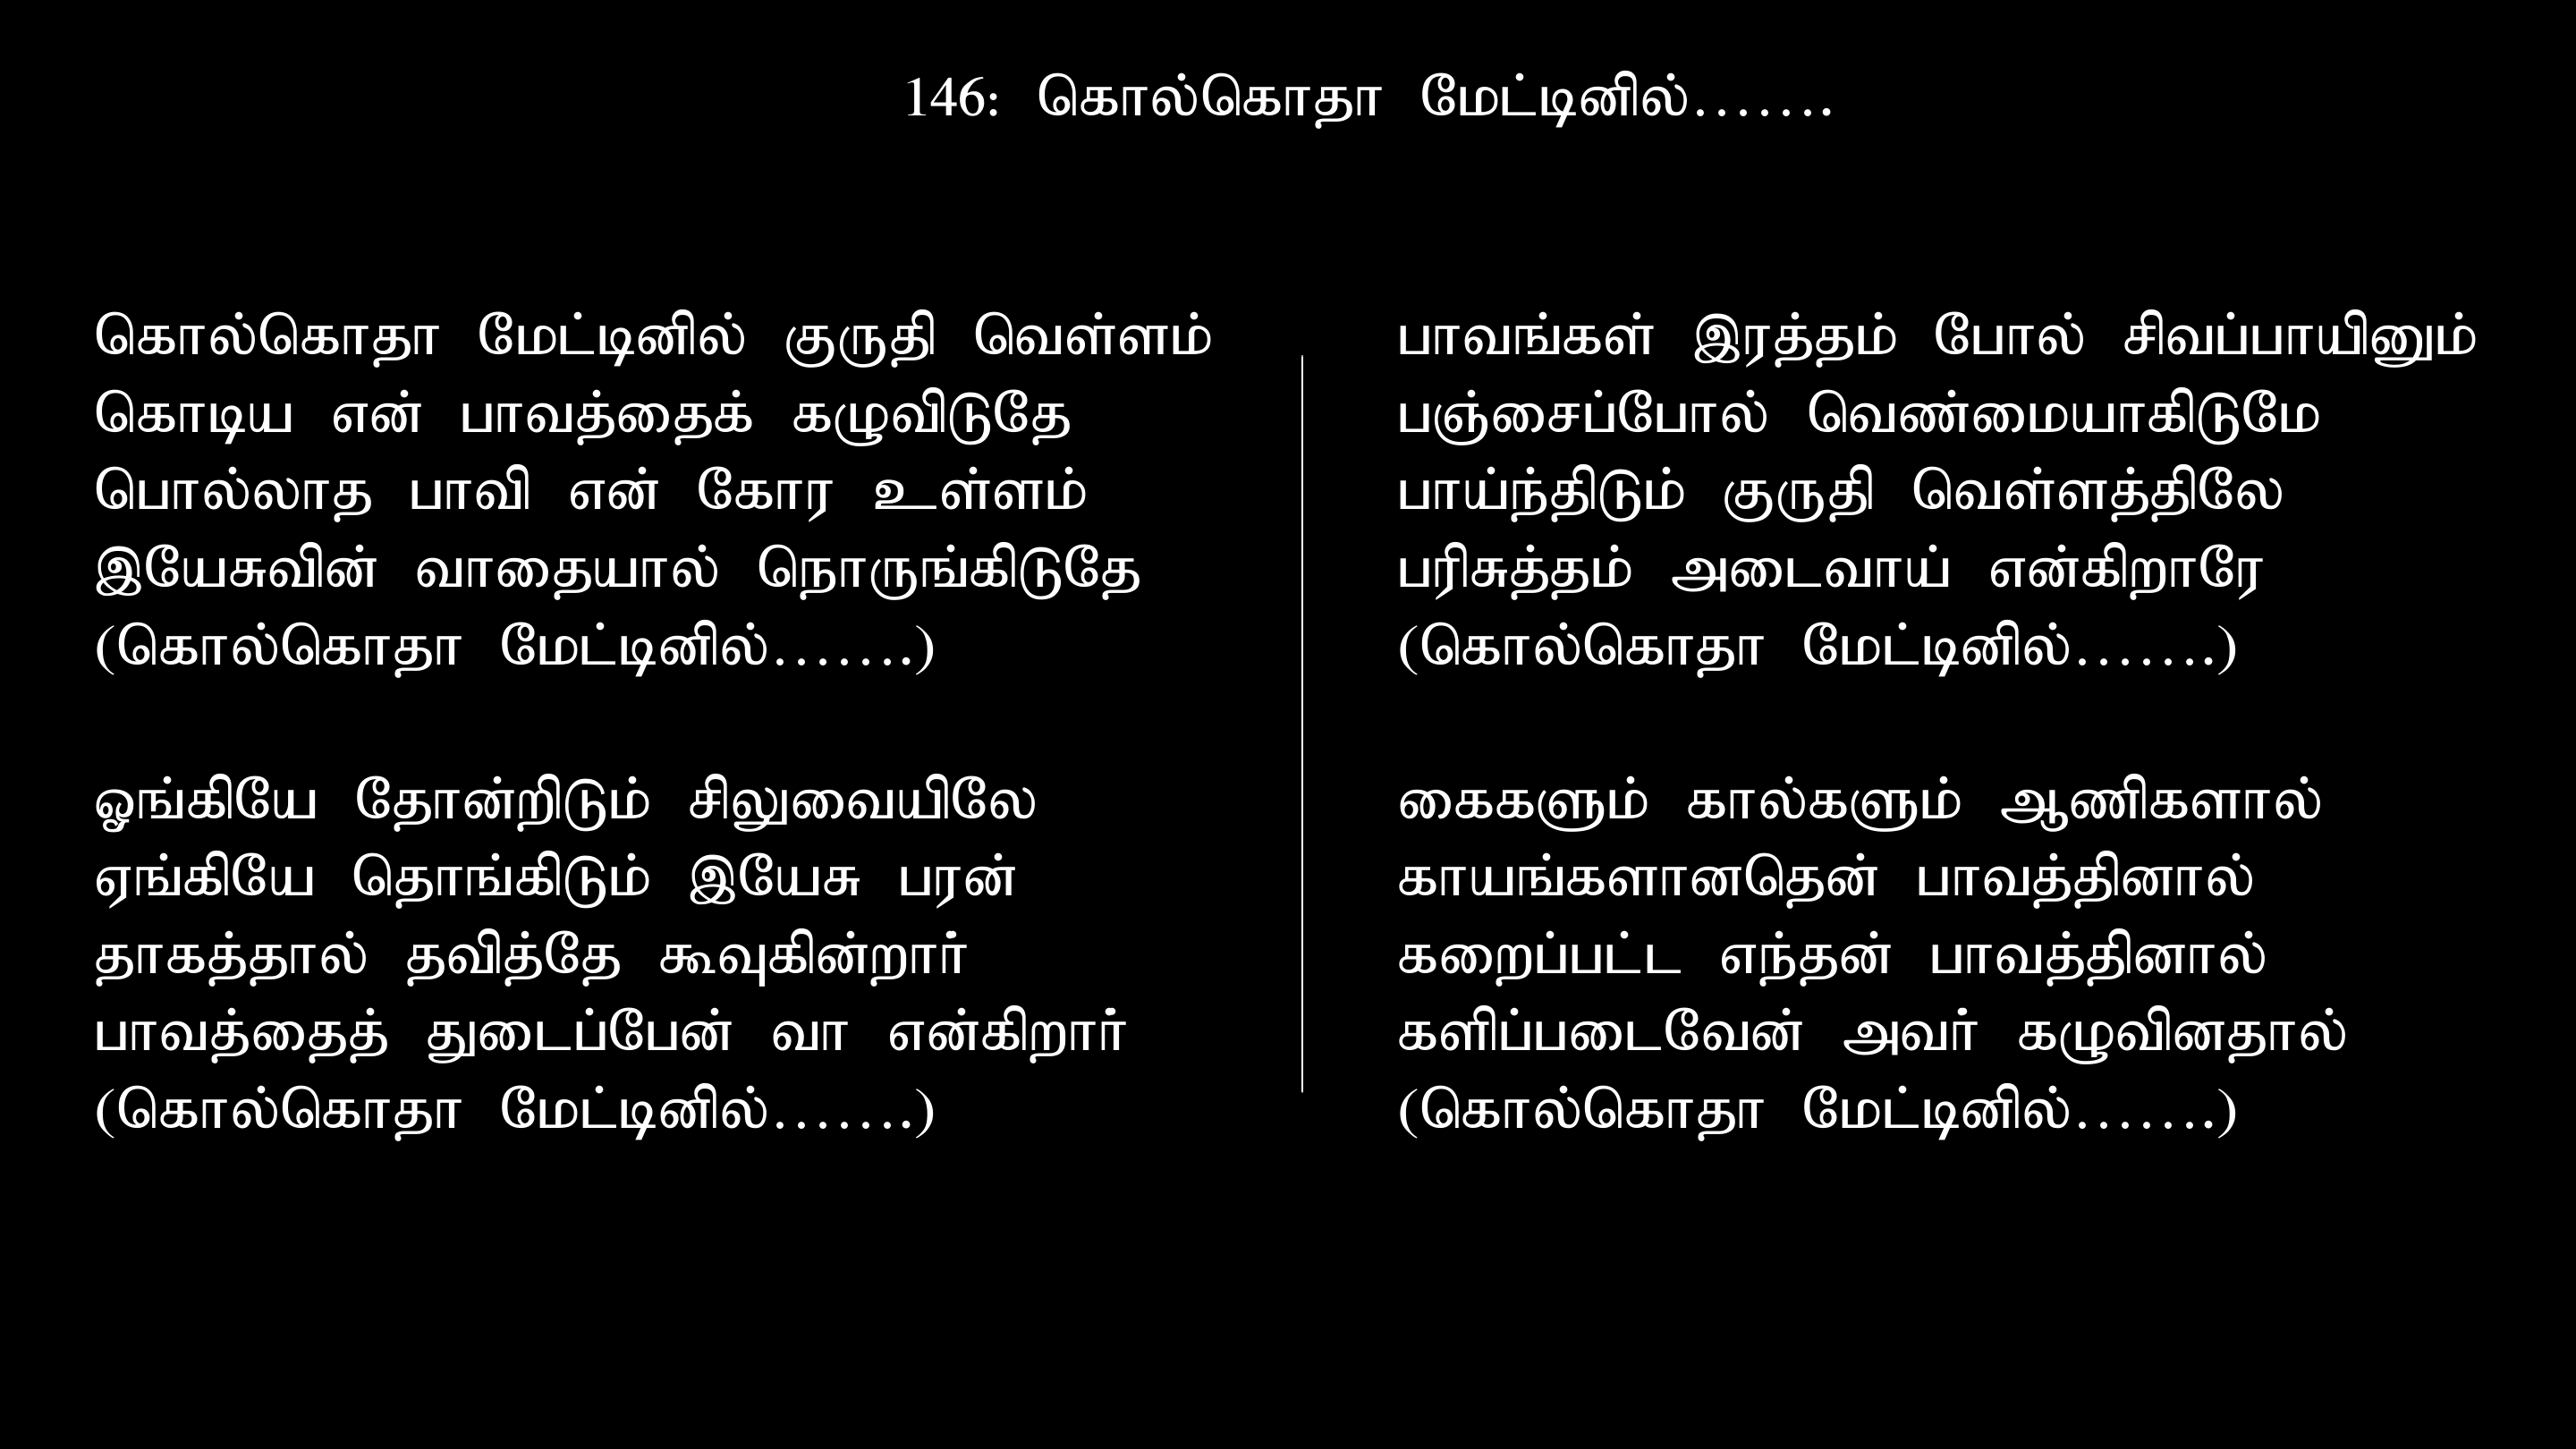 146: கொல்கொதா மேட்டினில்.......
கொல்கொதா மேட்டினில் குருதி வெள்ளம்
கொடிய என் பாவத்தைக் கழுவிடுதே
பொல்லாத பாவி என் கோர உள்ளம்
இயேசுவின் வாதையால் நொருங்கிடுதே
(கொல்கொதா மேட்டினில்.......)
ஓங்கியே தோன்றிடும் சிலுவையிலே
ஏங்கியே தொங்கிடும் இயேசு பரன்
தாகத்தால் தவித்தே கூவுகின்றார்
பாவத்தைத் துடைப்பேன் வா என்கிறார்
(கொல்கொதா மேட்டினில்.......)
பாவங்கள் இரத்தம் போல் சிவப்பாயினும்
பஞ்சைப்போல் வெண்மையாகிடுமே
பாய்ந்திடும் குருதி வெள்ளத்திலே
பரிசுத்தம் அடைவாய் என்கிறாரே
(கொல்கொதா மேட்டினில்.......)
கைகளும் கால்களும் ஆணிகளால்
காயங்களானதென் பாவத்தினால்
கறைப்பட்ட எந்தன் பாவத்தினால்
களிப்படைவேன் அவர் கழுவினதால்
(கொல்கொதா மேட்டினில்.......)